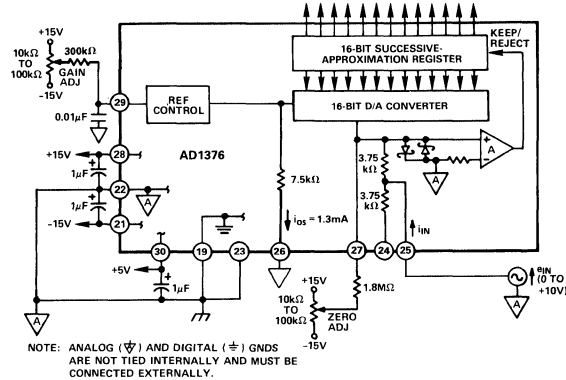 +15V
10kΩ
TO
100kΩ
300kΩ
GAIN
ADJ
-15V
0.01µF
29
REF
CONTROL
16-BIT SUCCESSIVE-
APPROXIMATION REGISTER
KEEP/
REJECT
16-BIT D/A CONVERTER
AD1376
A
+
-
A
3.75
kΩ
3.75
kΩ
7.5kΩ
iOS = 1.3mA
iIN
+15V
28
1µF
22
A
1µF
-15V
21
30
19
23
26
27
24
25
+5V
1µF
A
+15V
10kΩ
TO
100kΩ
-15V
1.8MΩ
ZERO
ADJ
eIN
(0 TO
+10V)
A
NOTE: ANALOG (A) AND DIGITAL (⏚) GNDS
ARE NOT TIED INTERNALLY AND MUST BE
CONNECTED EXTERNALLY.